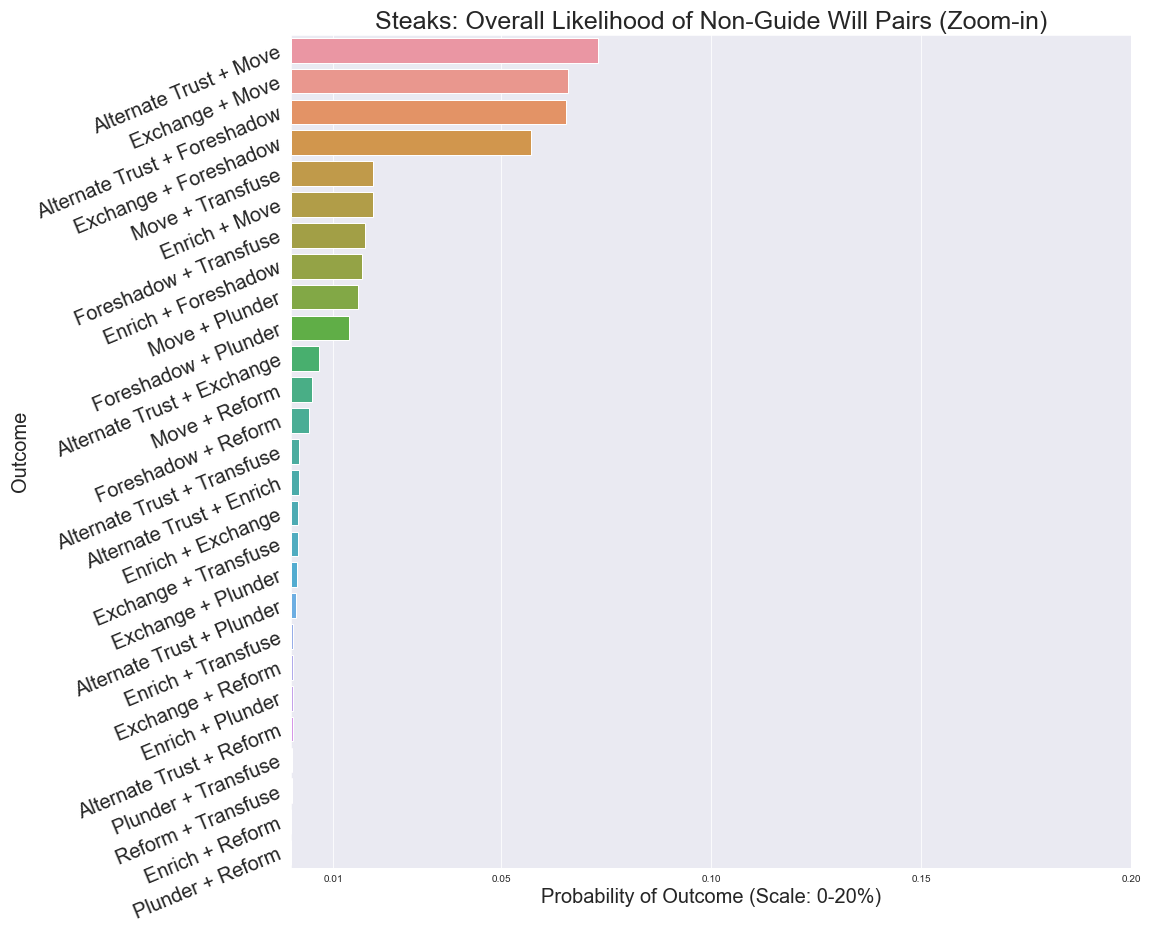 Steaks: Overall Likelihood of Non-Guide Will Pairs (Zoom-in)
Alternate Trust + Move
Exchange + Move
Alternate Trust + Foreshadow
Exchange + Foreshadow
Move + Transfuse
Enrich + Move
Foreshadow + Transfuse
Enrich + Foreshadow
Move + Plunder
Foreshadow + Plunder
Alternate Trust + Exchange
Move + Reform
Foreshadow + Reform
Alternate Trust + Transfuse
Alternate Trust + Enrich
Enrich + Exchange
Exchange + Transfuse
Exchange + Plunder
Alternate Trust + Plunder
Enrich + Transfuse
Exchange + Reform
Enrich + Plunder
Alternate Trust + Reform
Plunder + Transfuse
Reform + Transfuse
Enrich + Reform
Plunder + Reform
Outcome
0.01 0.05 0.10 0.15 0.20
Probability of Outcome (Scale: 0-20%)